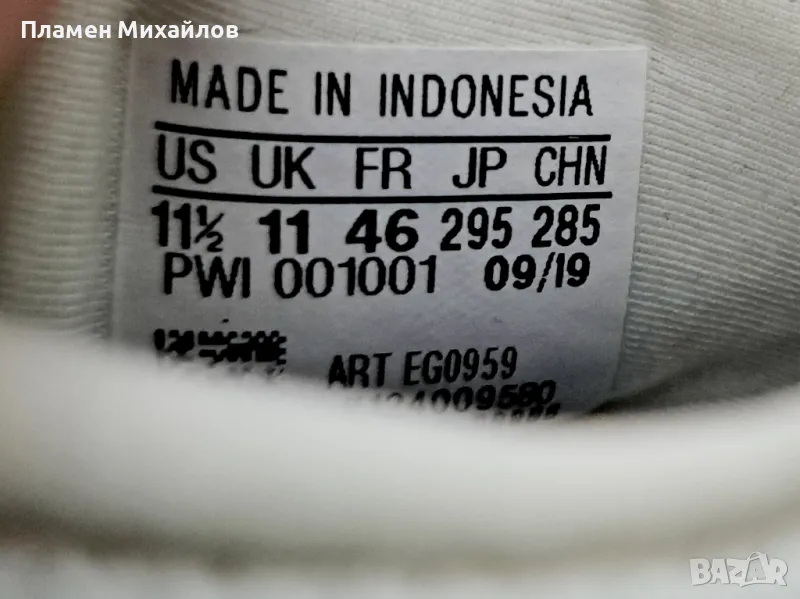 Пламен Михайлов
MADE IN INDONESIA
US UK FR JP CHN
11½ 11 46 295 285
PWI 001001 09/19
ART EG0959
BAZAR